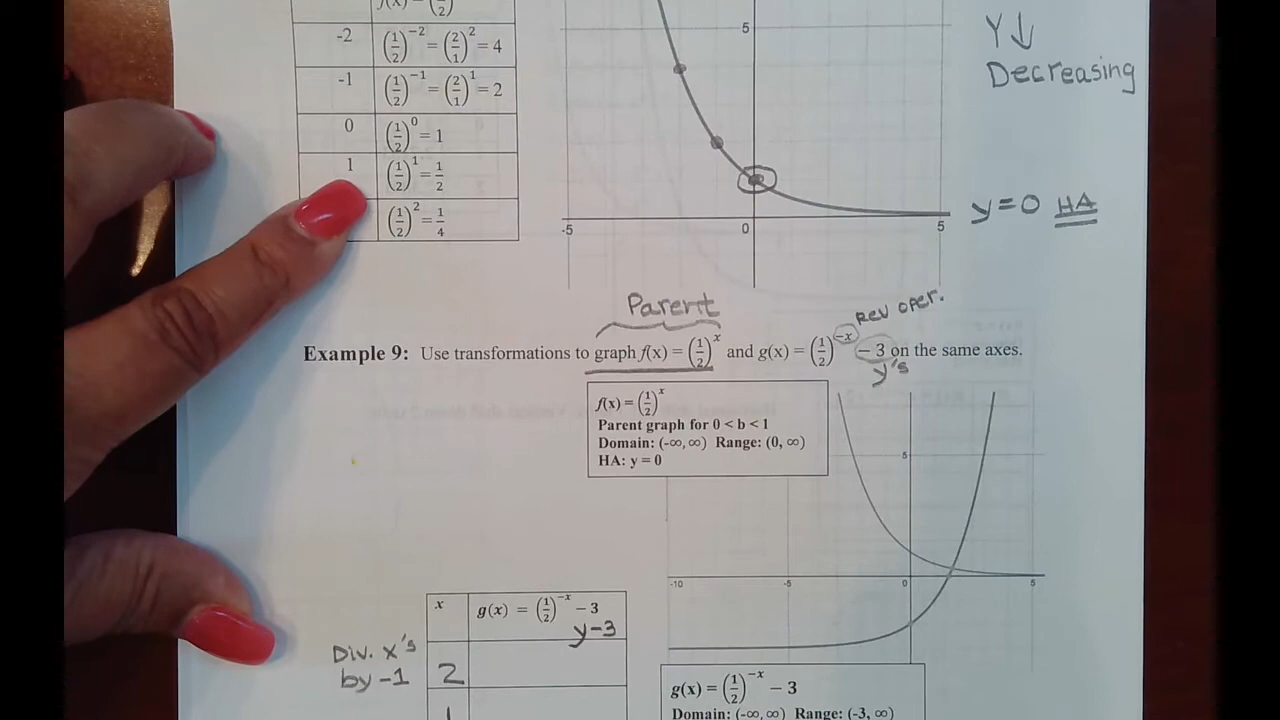 f(x) = (1/2)
-2 (1/2)^-2 = (2/1)^2 = 4
-1 (1/2)^-1 = (2/1)^1 = 2
0 (1/2)^0 = 1
1 (1/2)^1 = 1/2
(1/2)^2 = 1/4
5
-5 0 5
Y↓
Decreasing
y=0 HA
Parent
Rev oper.
Example 9: Use transformations to graph f(x) = (1/2)^x and g(x) = (1/2)^-x - 3 on the same axes.
y's
f(x) = (1/2)^x
Parent graph for 0 < b < 1
Domain: (-∞, ∞) Range: (0, ∞)
HA: y = 0
5
-10 -5 0 5
x g(x) = (1/2)^-x - 3
y-3
Div. x's
by -1
2
1
g(x) = (1/2)^-x - 3
Domain: (-∞, ∞) Range: (-3, ∞)